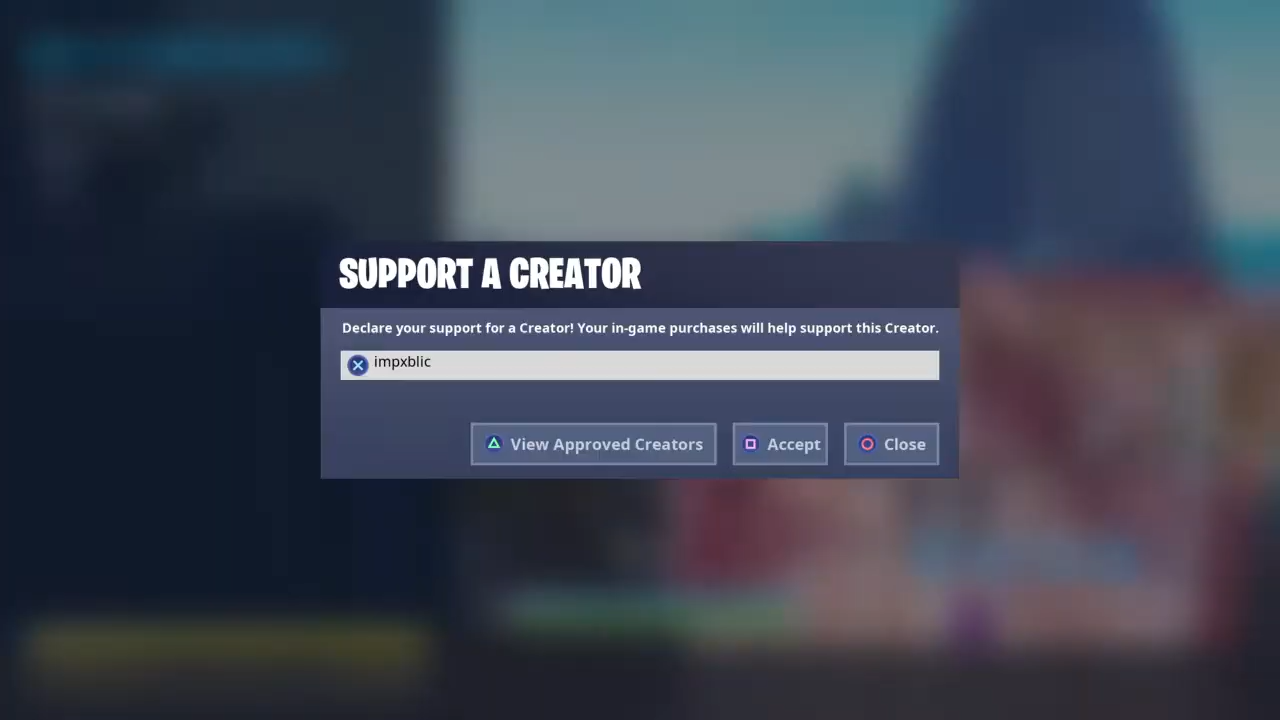 SUPPORT A CREATOR
Declare your support for a Creator! Your in-game purchases will help support this Creator.
impxblic
View Approved Creators
Accept
Close